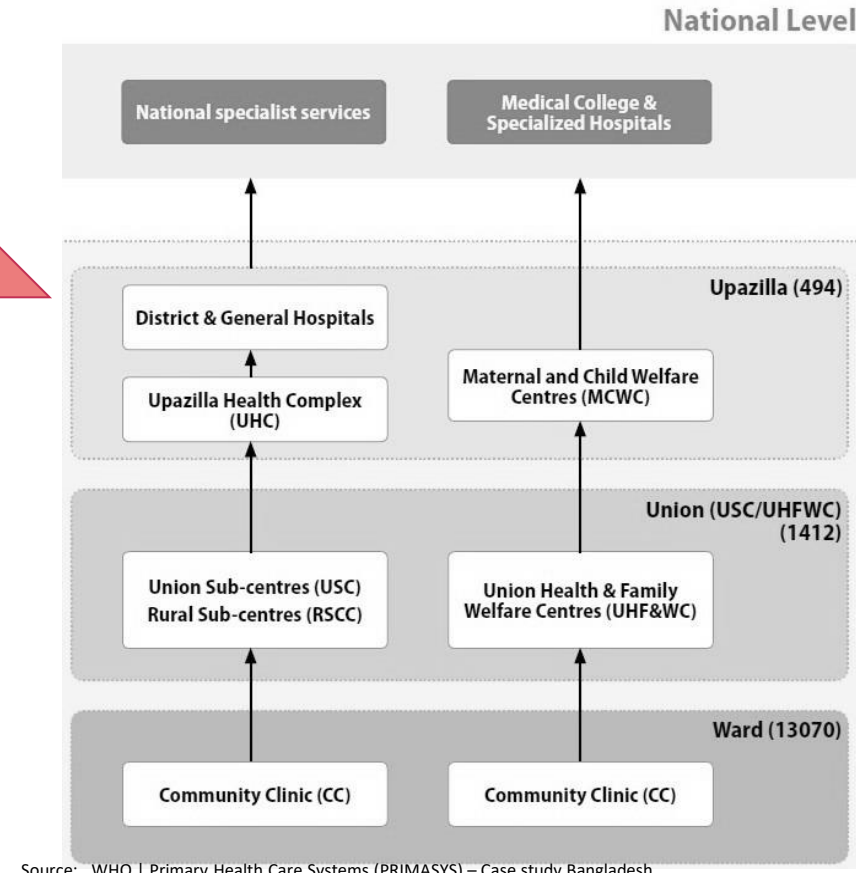 National Level
National specialist services
Medical College &
Specialized Hospitals
Upazilla (494)
District & General Hospitals
Upazilla Health Complex
(UHC)
Maternal and Child Welfare
Centres (MCWC)
Union (USC/UHFWC)
(1412)
Union Sub-centres (USC)
Rural Sub-centres (RSCC)
Union Health & Family
Welfare Centres (UHF&WC)
Ward (13070)
Community Clinic (CC)
Community Clinic (CC)
Source: WHO | Primary Health Care Systems (PRIMASYS) – Case study Bangladesh